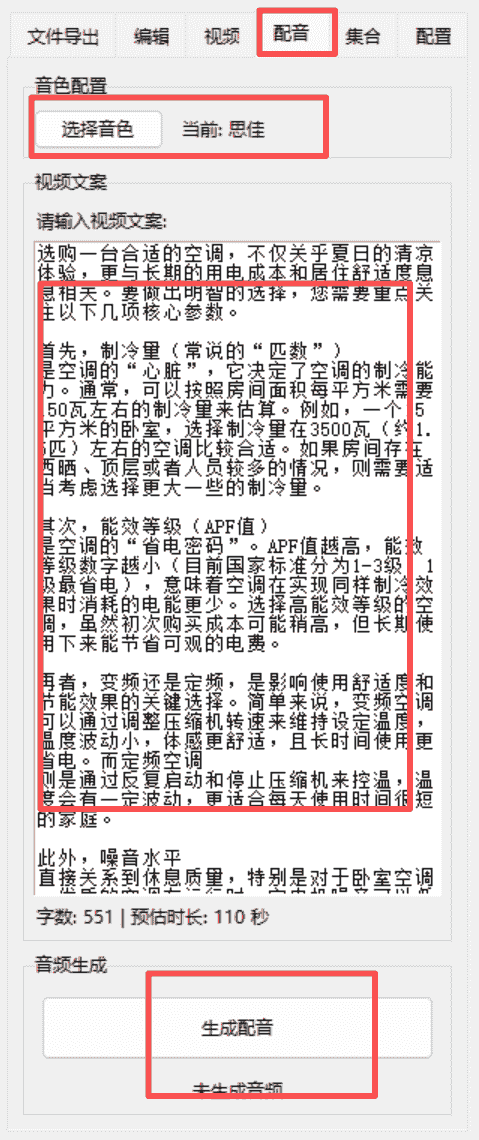 文件导出 编辑 视频 配音 集合 配置
音色配置
选择音色 当前: 思佳
视频文案
请输入视频文案:
选购一台合适的空调，不仅关乎夏日的清凉
体验，更与长期的用电成本和居住舒适度息
息相关。要做出明智的选择，您需要重点关
注以下几项核心参数。
首先，制冷量（常说的“匹数”）
是空调的“心脏”，它决定了空调的制冷能
力。通常，可以按照房间面积每平方米需要
150瓦左右的制冷量来估算。例如，一个 5
平方米的卧室，选择制冷量在3500瓦（约1.
5匹）左右的空调比较合适。如果房间存在
西晒、顶层或者人员较多的情况，则需要适
当考虑选择更大一些的制冷量。
其次，能效等级（APF值）
是空调的“省电密码”。APF值越高，能效
等级数字越小（目前国家标准分为1-3级，1
级最省电），意味着空调在实现同样制冷效
果时消耗的电能更少。选择高能效等级的空
调，虽然初次购买成本可能稍高，但长期使
用下来能节省可观的电费。
再者，变频还是定频，是影响使用舒适度和
节能效果的关键选择。简单来说，变频空调
可以通过调整压缩机转速来维持设定温度，
温度波动小，体感更舒适，且长时间使用更
省电。而定频空调
则是通过反复启动和停止压缩机来控温，温
度会有一定波动，更适合每天使用时间很短
的家庭。
此外，噪音水平
直接关系到休息质量，特别是对于卧室空调
字数: 551 | 预估时长: 110 秒
音频生成
生成配音
未生成音频